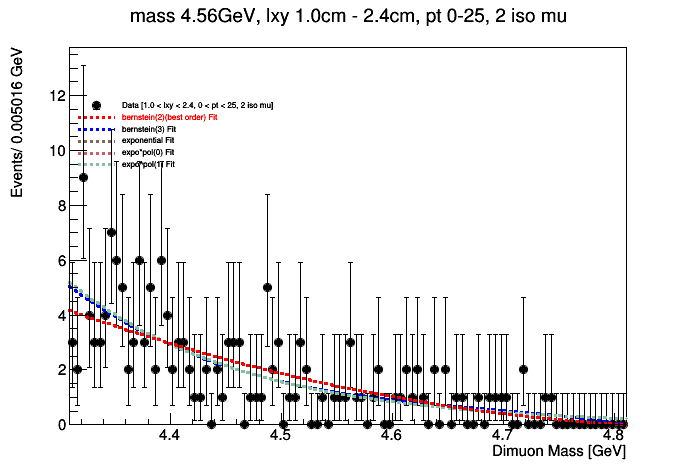 mass 4.56GeV, lxy 1.0cm - 2.4cm, pt 0-25, 2 iso mu
Events/ 0.005016 GeV
12
10
8
6
4
2
0
Data [1.0 < lxy < 2.4, 0 < pt < 25, 2 iso mu]
bernstein(2)(best order) Fit
bernstein(3) Fit
exponential Fit
expo*pol(0) Fit
expo*pol(1) Fit
4.4
4.5
4.6
4.7
4.8
Dimuon Mass [GeV]